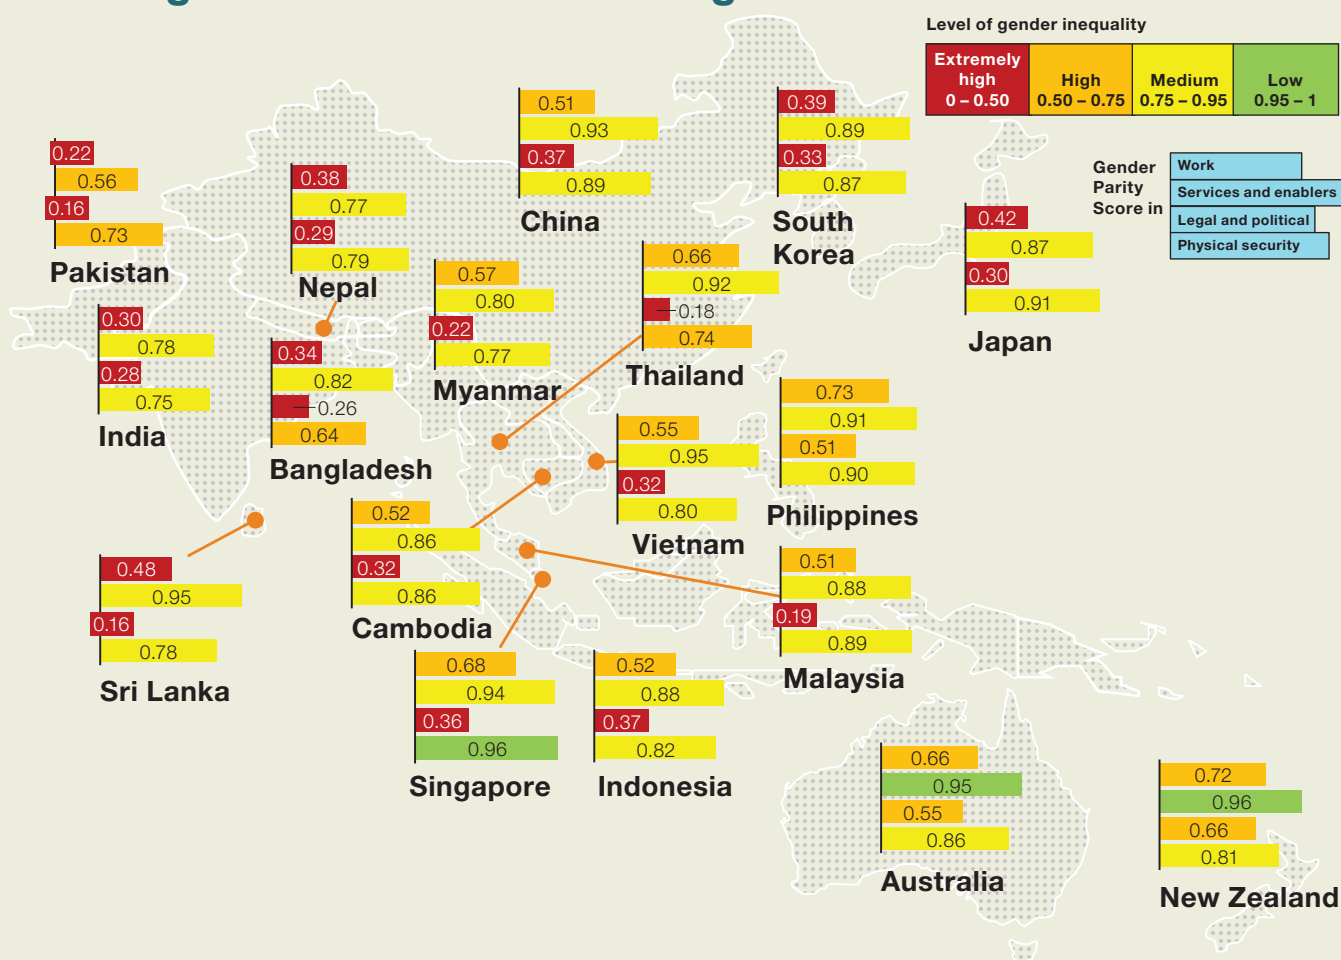 Level of gender inequality
Extremely
high
0 – 0.50
High
0.50 – 0.75
Medium
0.75 – 0.95
Low
0.95 – 1
Gender
Parity
Score in
Work
Services and enablers
Legal and political
Physical security
0.51
0.93
0.37
0.89
China
0.39
0.89
0.33
0.87
South
Korea
0.22
0.56
0.16
0.73
Pakistan
0.38
0.77
0.29
0.79
Nepal
0.42
0.87
0.30
0.91
Japan
0.57
0.80
0.22
0.77
Myanmar
0.66
0.92
0.18
0.74
Thailand
0.30
0.78
0.28
0.75
India
0.34
0.82
0.26
0.64
Bangladesh
0.73
0.91
0.51
0.90
Philippines
0.55
0.95
0.32
0.80
Vietnam
0.52
0.86
0.32
0.86
Cambodia
0.48
0.95
0.16
0.78
Sri Lanka
0.51
0.88
0.19
0.89
Malaysia
0.68
0.94
0.36
0.96
Singapore
0.52
0.88
0.37
0.82
Indonesia
0.66
0.95
0.55
0.86
Australia
0.72
0.96
0.66
0.81
New Zealand